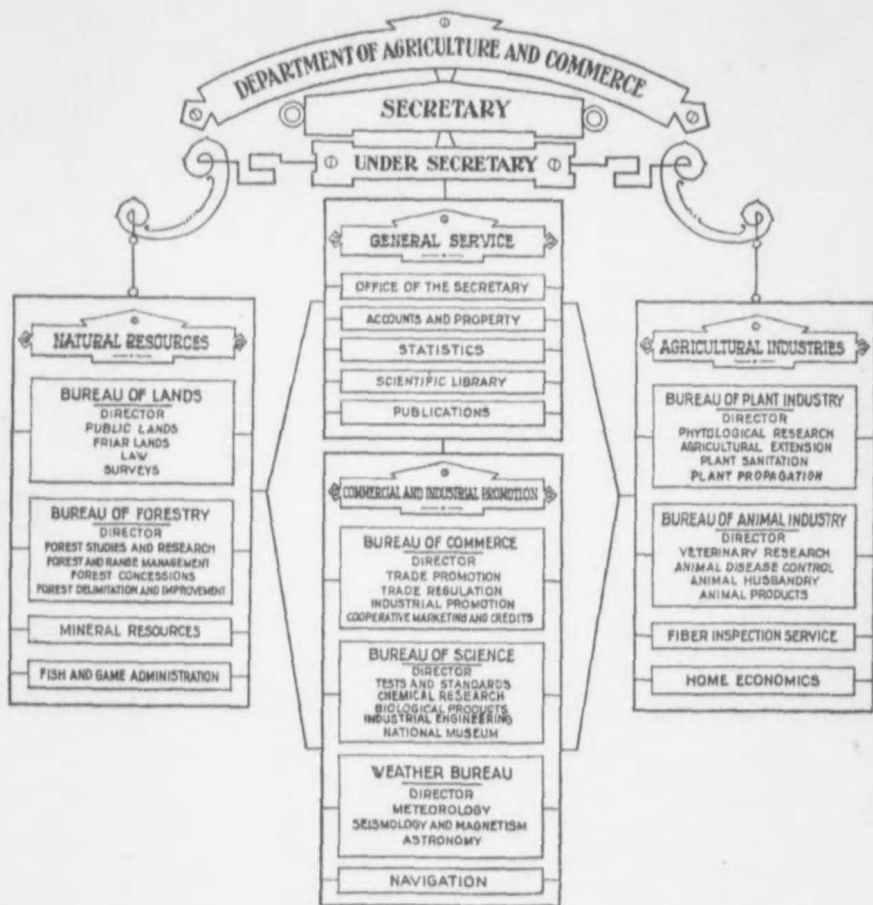 DEPARTMENT OF AGRICULTURE AND COMMERCE
SECRETARY
UNDER SECRETARY
GENERAL SERVICE
OFFICE OF THE SECRETARY
ACCOUNTS AND PROPERTY
STATISTICS
SCIENTIFIC LIBRARY
PUBLICATIONS
NATURAL RESOURCES
BUREAU OF LANDS
DIRECTOR
PUBLIC LANDS
FRIAR LANDS
LAW
SURVEYS
BUREAU OF FORESTRY
DIRECTOR
FOREST STUDIES AND RESEARCH
FOREST AND RANGE MANAGEMENT
FOREST CONCESSIONS
FOREST DELIMITATION AND IMPROVEMENT
MINERAL RESOURCES
FISH AND GAME ADMINISTRATION
COMMERCIAL AND INDUSTRIAL PROMOTION
BUREAU OF COMMERCE
DIRECTOR
TRADE PROMOTION
TRADE REGULATION
INDUSTRIAL PROMOTION
COOPERATIVE MARKETING AND CREDITS
BUREAU OF SCIENCE
DIRECTOR
TESTS AND STANDARDS
CHEMICAL RESEARCH
BIOLOGICAL PRODUCTS
INDUSTRIAL ENGINEERING
NATIONAL MUSEUM
WEATHER BUREAU
DIRECTOR
METEOROLOGY
SEISMOLOGY AND MAGNETISM
ASTRONOMY
NAVIGATION
AGRICULTURAL INDUSTRIES
BUREAU OF PLANT INDUSTRY
DIRECTOR
PHYTOLOGICAL RESEARCH
AGRICULTURAL EXTENSION
PLANT SANITATION
PLANT PROPAGATION
BUREAU OF ANIMAL INDUSTRY
DIRECTOR
VETERINARY RESEARCH
ANIMAL DISEASE CONTROL
ANIMAL HUSBANDRY
ANIMAL PRODUCTS
FIBER INSPECTION SERVICE
HOME ECONOMICS